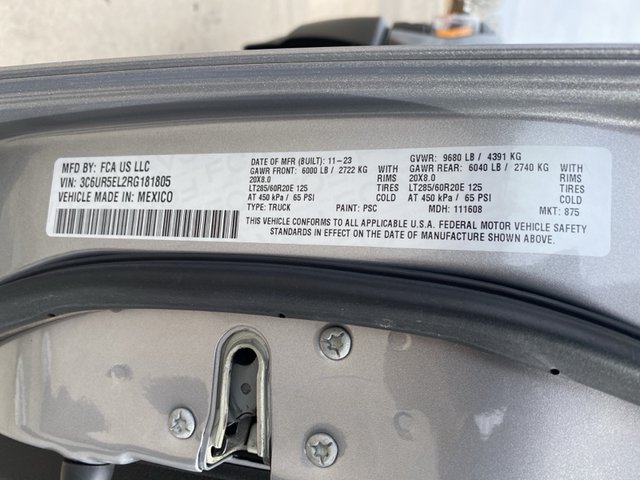 MFD BY: FCA US LLC
VIN: 3C6UR5EL2RG181805
VEHICLE MADE IN: MEXICO
DATE OF MFR (BUILT): 11-23
GAWR FRONT: 6000 LB / 2722 KG WITH
20X8.0 RIMS
LT285/60R20E 125 TIRES
AT 450 kPa / 65 PSI COLD
TYPE: TRUCK PAINT: PSC
GVWR: 9680 LB / 4391 KG
GAWR REAR: 6040 LB / 2740 KG WITH
20X8.0 RIMS
LT285/60R20E 125 TIRES
AT 450 kPa / 65 PSI COLD
MDH: 111608 MKT: 875
THIS VEHICLE CONFORMS TO ALL APPLICABLE U.S.A. FEDERAL MOTOR VEHICLE SAFETY
STANDARDS IN EFFECT ON THE DATE OF MANUFACTURE SHOWN ABOVE.